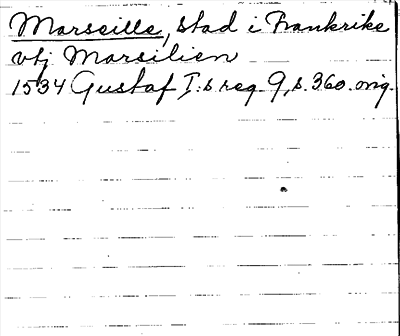 Marseille, stad i Frankrike
vtj Marsilien
1534 Gustaf I:s reg. 9, s. 360. orig.